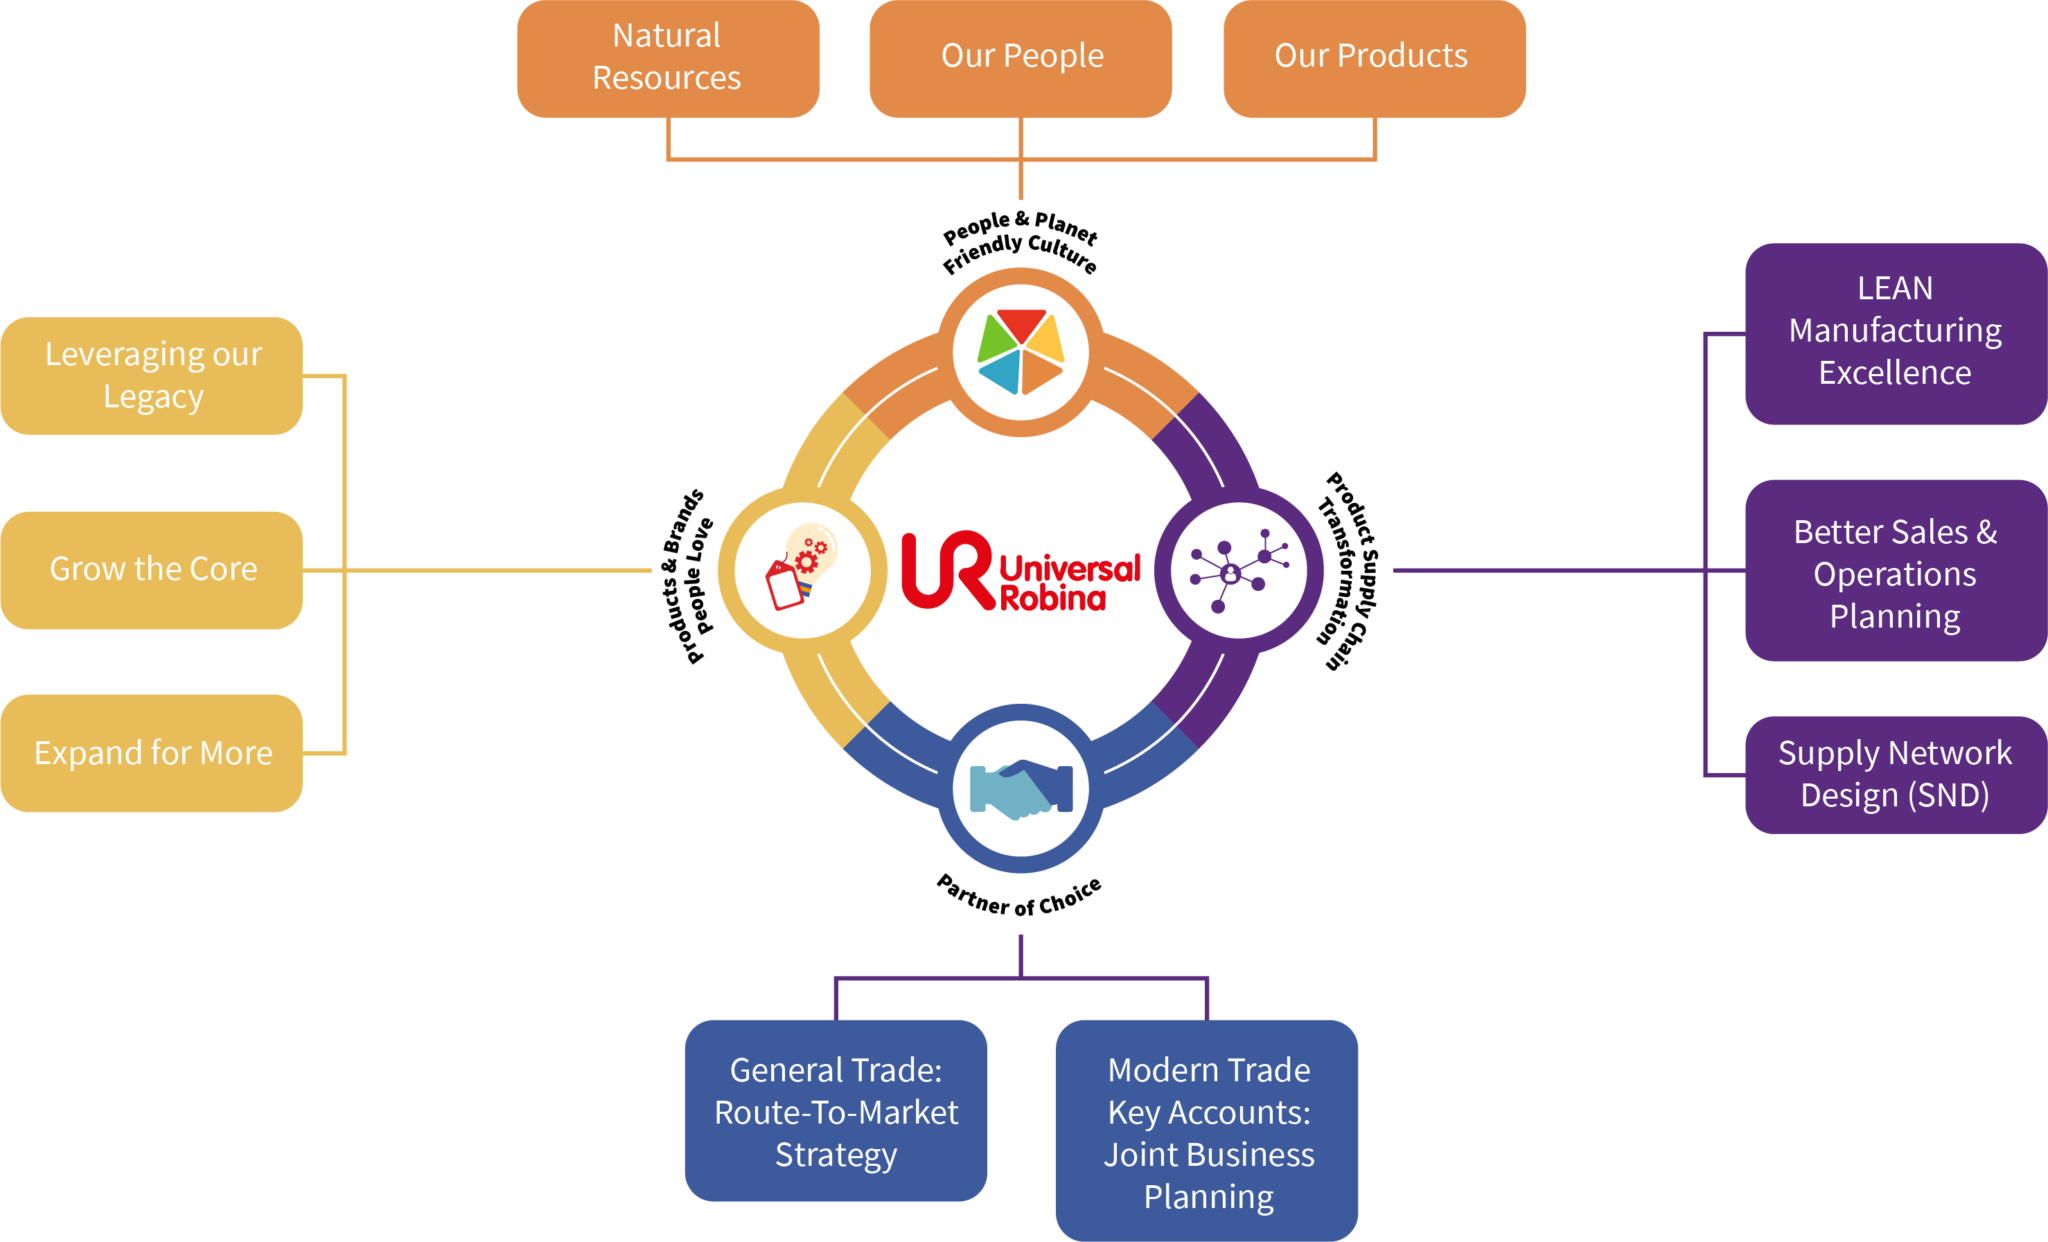 Natural
Resources
Our People
Our Products
People & Planet
Friendly Culture
Leveraging our
Legacy
Grow the Core
Expand for More
Products & Brands
People Love
Universal
Robina
Product Supply Chain
Transformation
LEAN
Manufacturing
Excellence
Better Sales &
Operations
Planning
Supply Network
Design (SND)
Partner of Choice
General Trade:
Route-To-Market
Strategy
Modern Trade
Key Accounts:
Joint Business
Planning